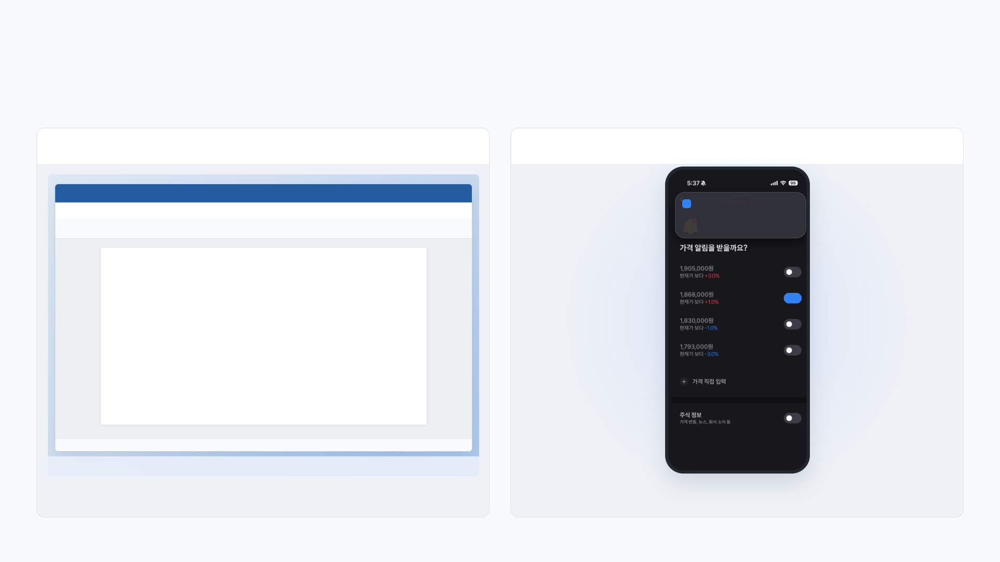 5:37
99
가격 알림을 받을까요?
1,905,000원
현재가 보다 +3.0%
1,868,000원
현재가 보다 +1.0%
1,830,000원
현재가 보다 -1.0%
1,793,000원
현재가 보다 -3.0%
가격 직접 입력
주식 정보
가격 변동, 뉴스, 회사 소식 등